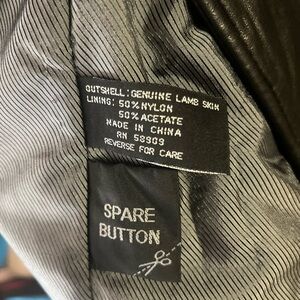 OUTSHELL: GENUINE LAMB SKIN
LINING: 50% NYLON
50% ACETATE
MADE IN CHINA
RN 58909
REVERSE FOR CARE
SPARE
BUTTON